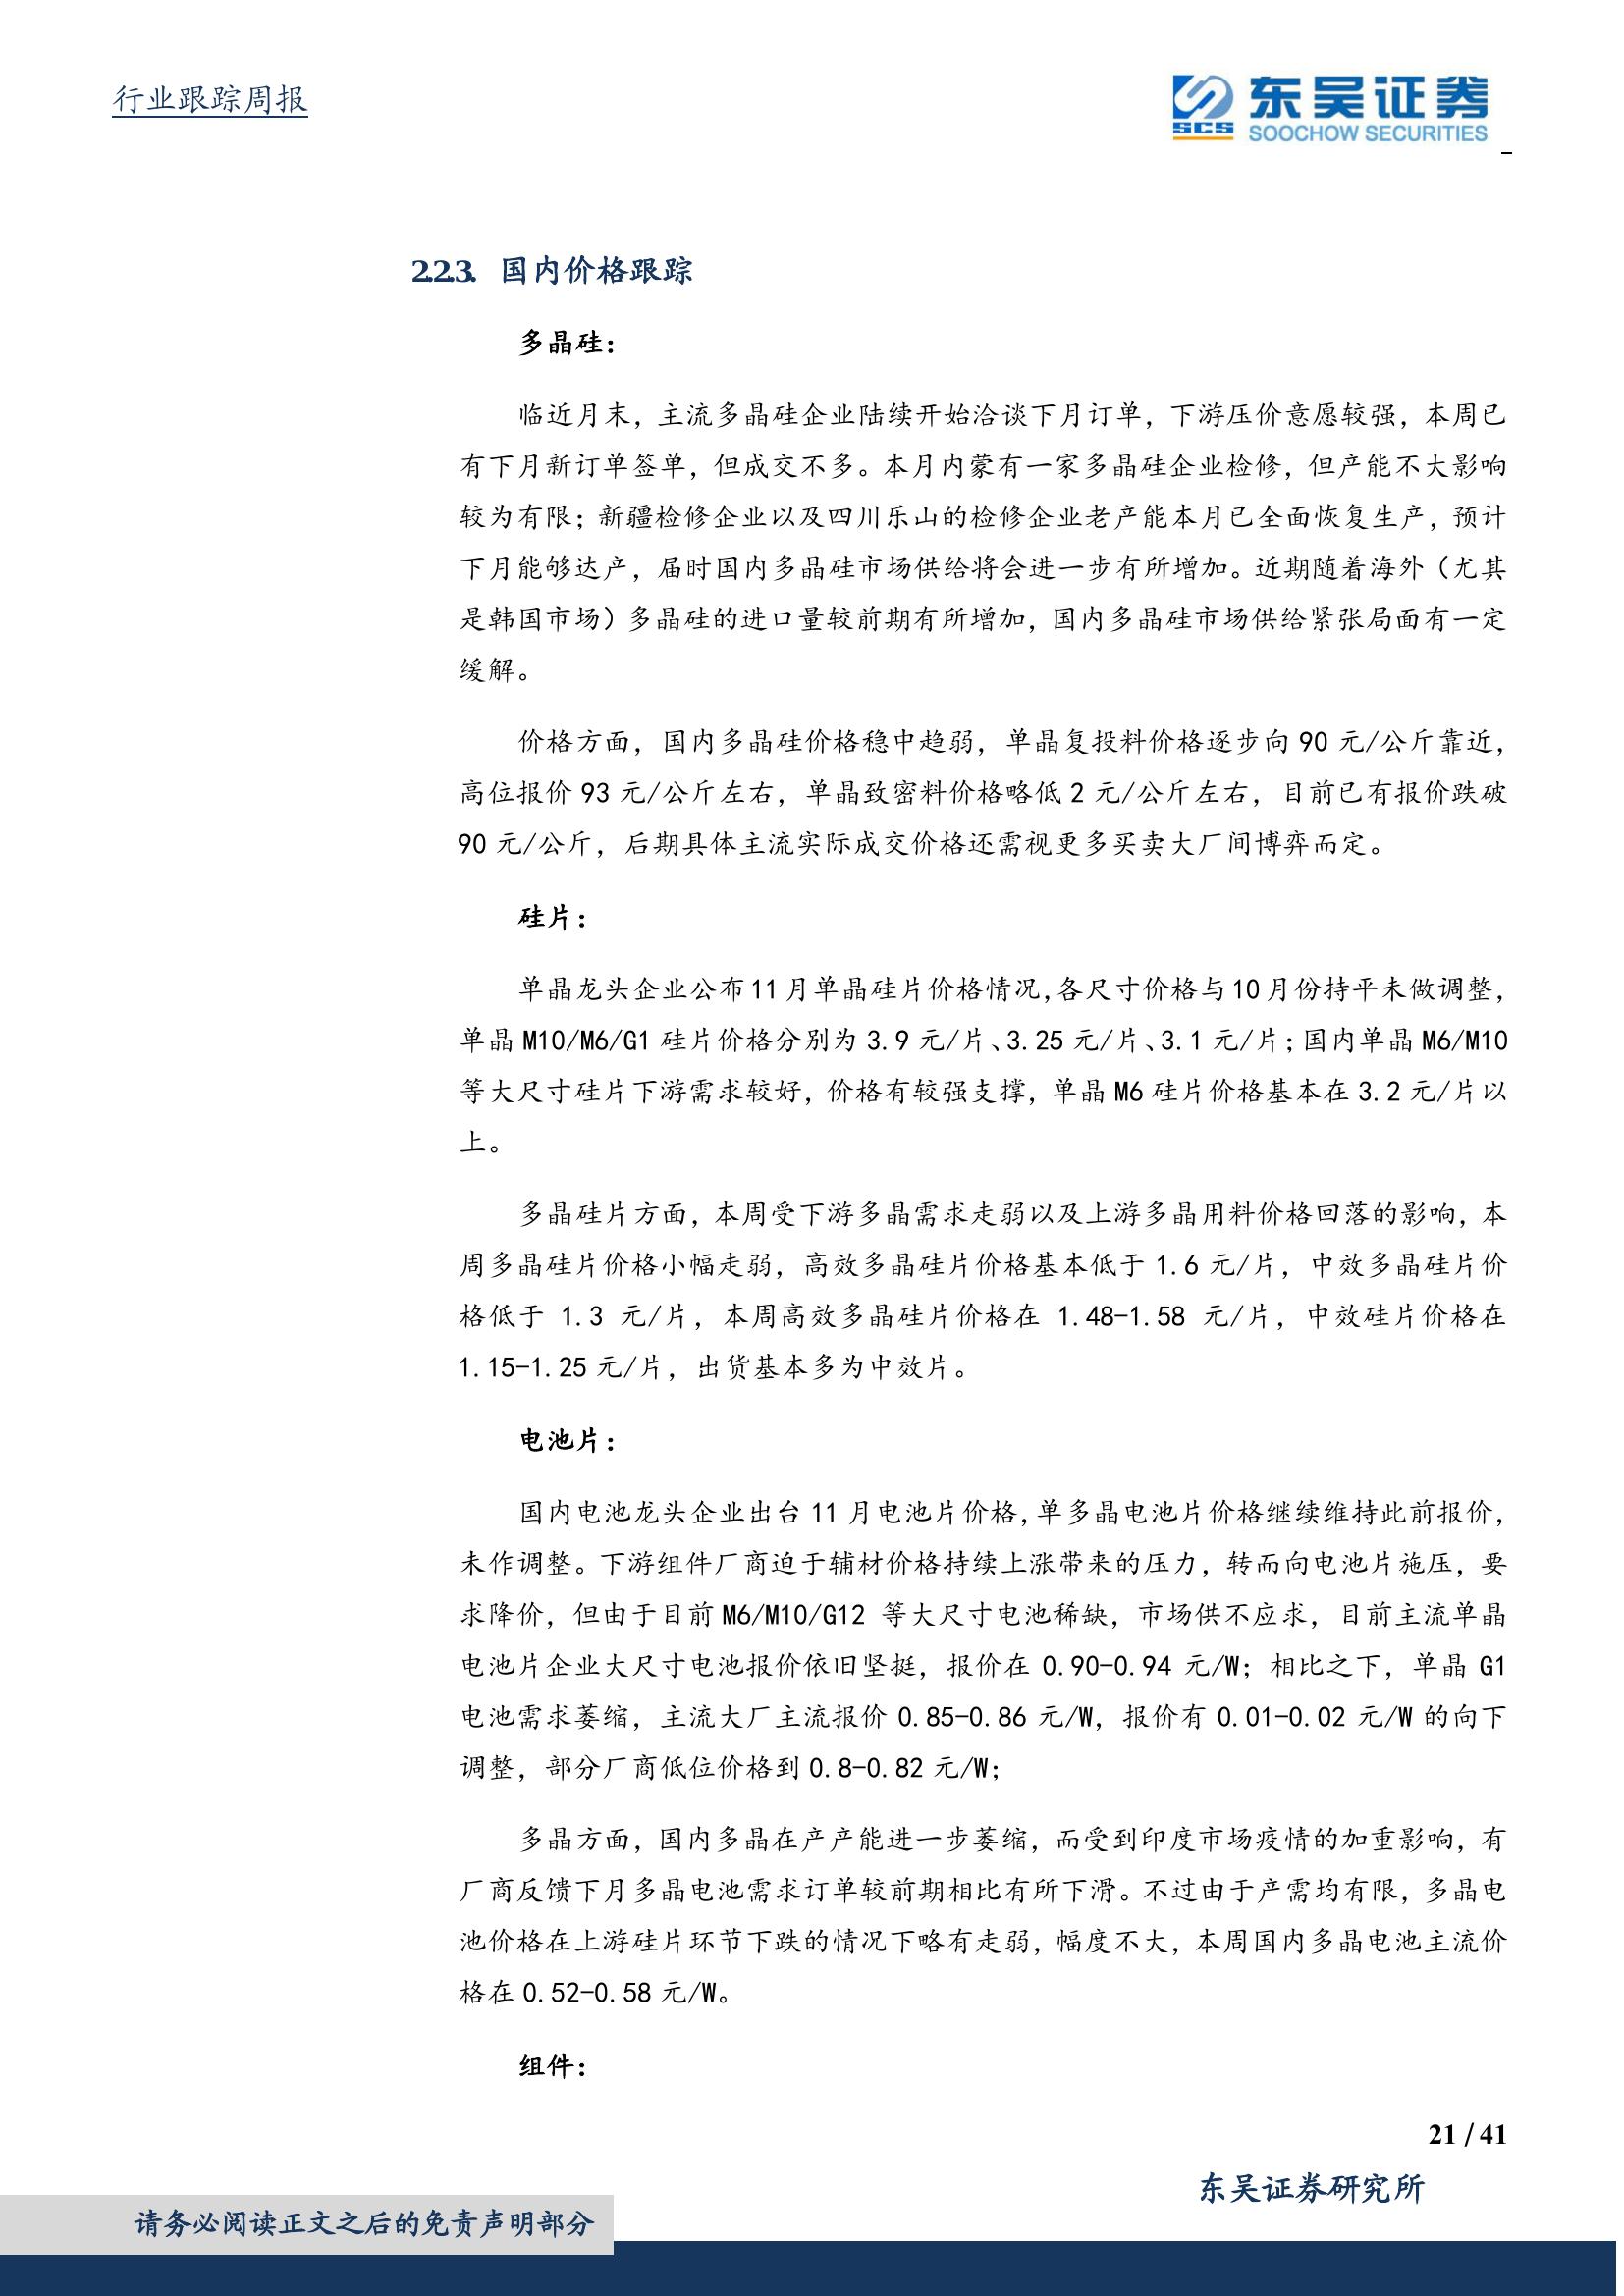 行业跟踪周报
SCS
东吴证券
SOOCHOW SECURITIES
2.2.3. 国内价格跟踪
多晶硅：
临近月末，主流多晶硅企业陆续开始洽谈下月订单，下游压价意愿较强，本周已
有下月新订单签单，但成交不多。本月内蒙有一家多晶硅企业检修，但产能不大影响
较为有限；新疆检修企业以及四川乐山的检修企业老产能本月已全面恢复生产，预计
下月能够达产，届时国内多晶硅市场供给将会进一步有所增加。近期随着海外（尤其
是韩国市场）多晶硅的进口量较前期有所增加，国内多晶硅市场供给紧张局面有一定
缓解。
价格方面，国内多晶硅价格稳中趋弱，单晶复投料价格逐步向 90 元/公斤靠近，
高位报价 93 元/公斤左右，单晶致密料价格略低 2 元/公斤左右，目前已有报价跌破
90 元/公斤，后期具体主流实际成交价格还需视更多买卖大厂间博弈而定。
硅片：
单晶龙头企业公布 11 月单晶硅片价格情况，各尺寸价格与 10 月份持平未做调整，
单晶 M10/M6/G1 硅片价格分别为 3.9 元/片、3.25 元/片、3.1 元/片；国内单晶 M6/M10
等大尺寸硅片下游需求较好，价格有较强支撑，单晶 M6 硅片价格基本在 3.2 元/片以
上。
多晶硅片方面，本周受下游多晶需求走弱以及上游多晶用料价格回落的影响，本
周多晶硅片价格小幅走弱，高效多晶硅片价格基本低于 1.6 元/片，中效多晶硅片价
格低于 1.3 元/片，本周高效多晶硅片价格在 1.48-1.58 元/片，中效硅片价格在
1.15-1.25 元/片，出货基本多为中效片。
电池片：
国内电池龙头企业出台 11 月电池片价格，单多晶电池片价格继续维持此前报价，
未作调整。下游组件厂商迫于辅材价格持续上涨带来的压力，转而向电池片施压，要
求降价，但由于目前 M6/M10/G12 等大尺寸电池稀缺，市场供不应求，目前主流单晶
电池片企业大尺寸电池报价依旧坚挺，报价在 0.90-0.94 元/W；相比之下，单晶 G1
电池需求萎缩，主流大厂主流报价 0.85-0.86 元/W，报价有 0.01-0.02 元/W 的向下
调整，部分厂商低位价格到 0.8-0.82 元/W；
多晶方面，国内多晶在产产能进一步萎缩，而受到印度市场疫情的加重影响，有
厂商反馈下月多晶电池需求订单较前期相比有所下滑。不过由于产需均有限，多晶电
池价格在上游硅片环节下跌的情况下略有走弱，幅度不大，本周国内多晶电池主流价
格在 0.52-0.58 元/W。
组件：
21 / 41
东吴证券研究所
请务必阅读正文之后的免责声明部分